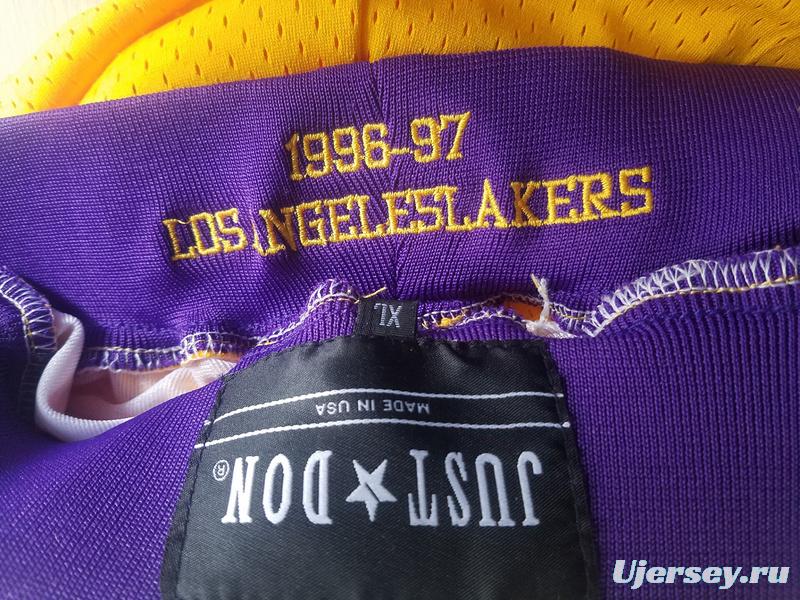 1996-97
LOS ANGELESLAKERS
XL
MADE IN USA
JUST★DON®
Ujersey.ru